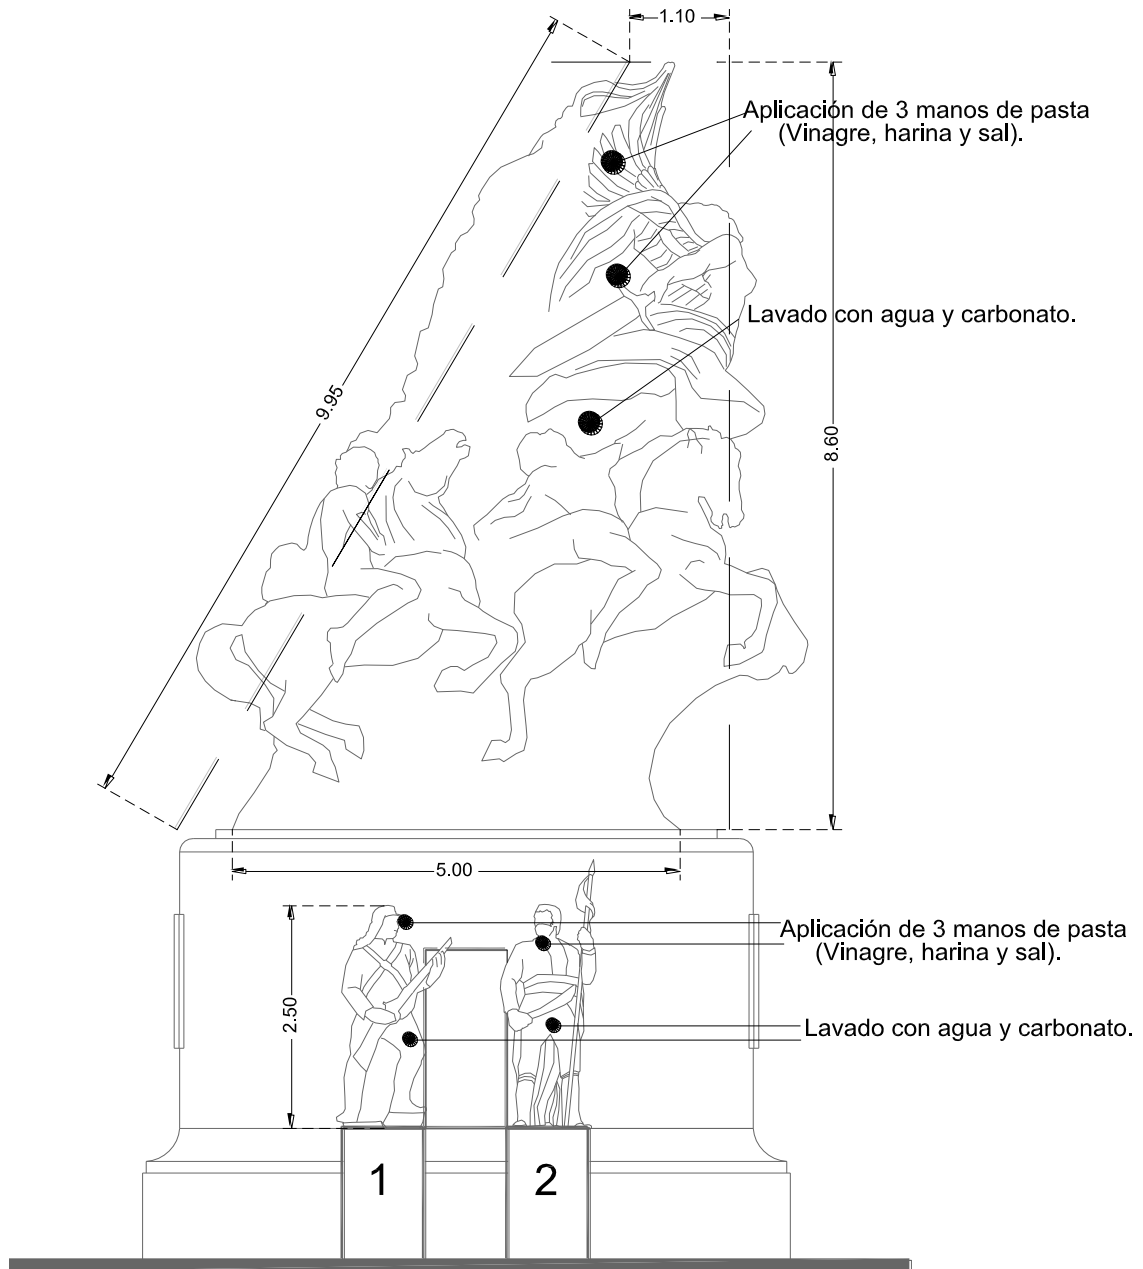 1.10
Aplicación de 3 manos de pasta
(Vinagre, harina y sal).
Lavado con agua y carbonato.
9.95
8.60
5.00
Aplicación de 3 manos de pasta
(Vinagre, harina y sal).
2.50
Lavado con agua y carbonato.
1
2